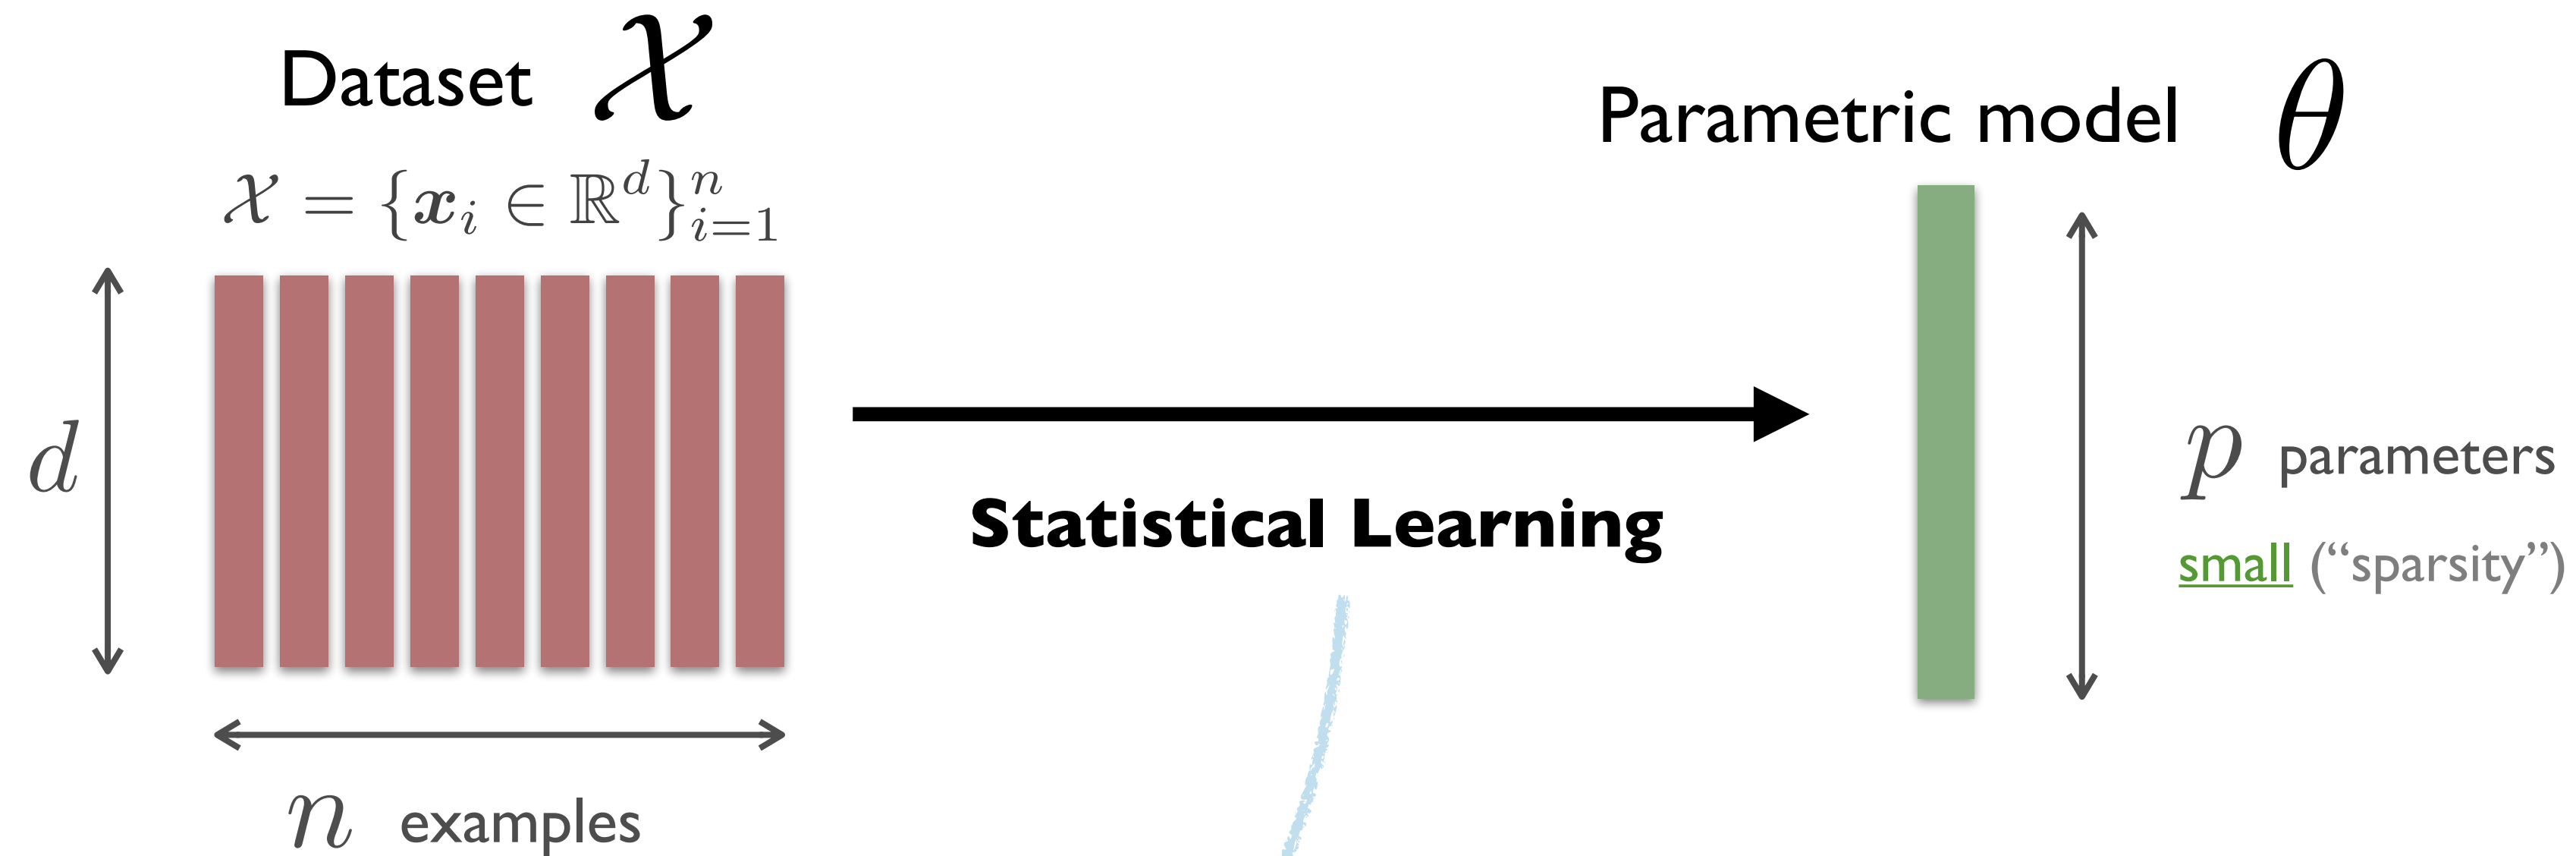 Dataset 𝒳
𝒳 = {𝒙ᵢ ∈ ℝᵈ}ⁿᵢ₌₁
d
n examples
Statistical Learning
Parametric model θ
p parameters
small (“sparsity”)